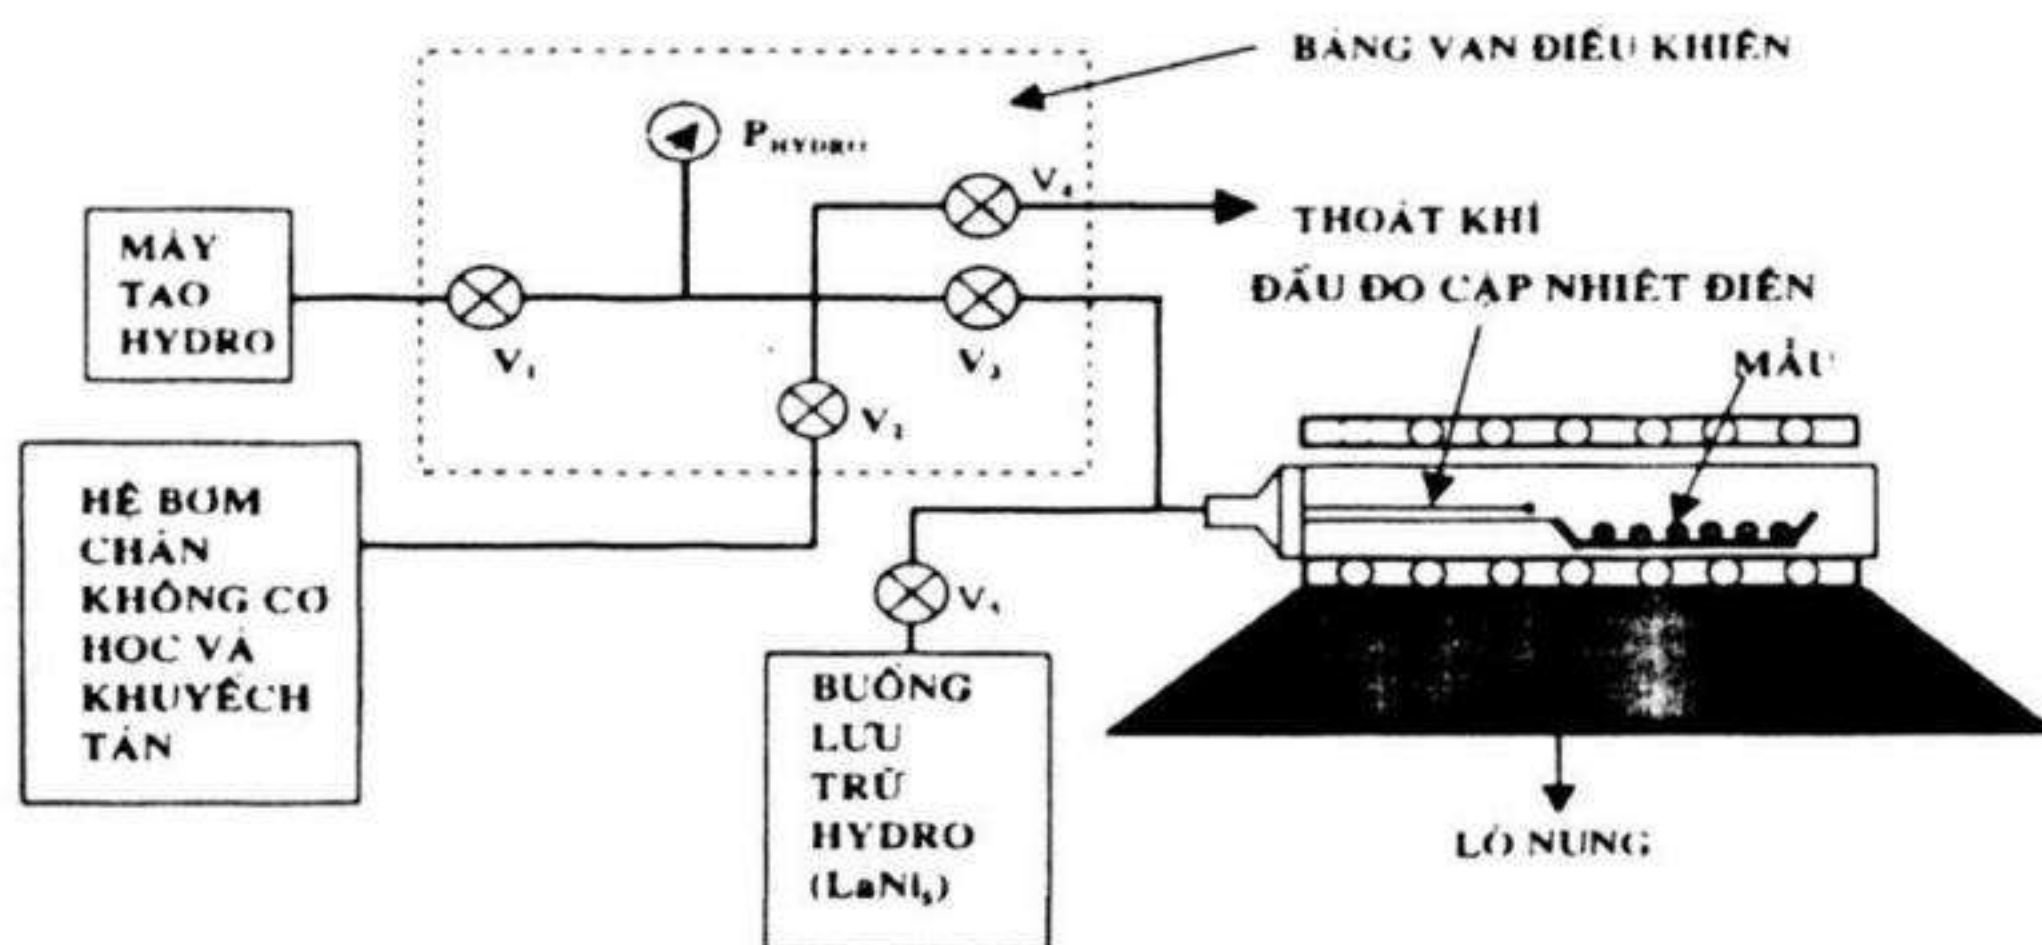 BẢNG VAN ĐIỀU KHIỂN
P HYDRO
V₄
THOÁT KHÍ
MÁY
TẠO
HYDRO
ĐẦU ĐO CẶP NHIỆT ĐIỆN
V₁
V₃
MẪU
V₂
HỆ BƠM
CHÂN
KHÔNG CƠ
HỌC VÀ
KHUYẾCH
TÁN
V₅
BUỒNG
LƯU
TRỮ
HYDRO
(LaNi₅)
LÒ NUNG